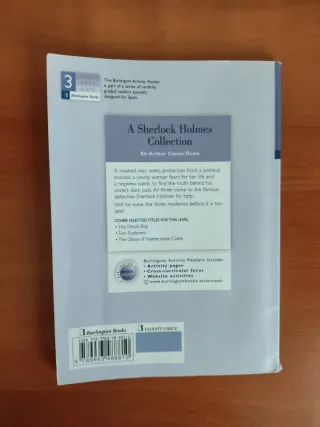 3
This Burlington Activity Reader
is part of a series of carefully
graded readers specially
designed for Spain.
3 Burlington Books
A Sherlock Holmes
Collection
Sir Arthur Conan Doyle
A masked man seeks protection from a political
scandal, a young woman fears for her life and
a nephew wants to find the truth behind his
uncle's dark past. All three come to the famous
detective Sherlock Holmes for help.
Will he solve the three mysteries before it is too
late?
OTHER SELECTED TITLES FOR THIS LEVEL
• The Ghost Ship
• Two Explorers
• The Ghost of Featherstone Castle
Burlington Activity Readers include:
• Activity pages
• Cross-curricular focus
• Website activities
3 Burlington Books